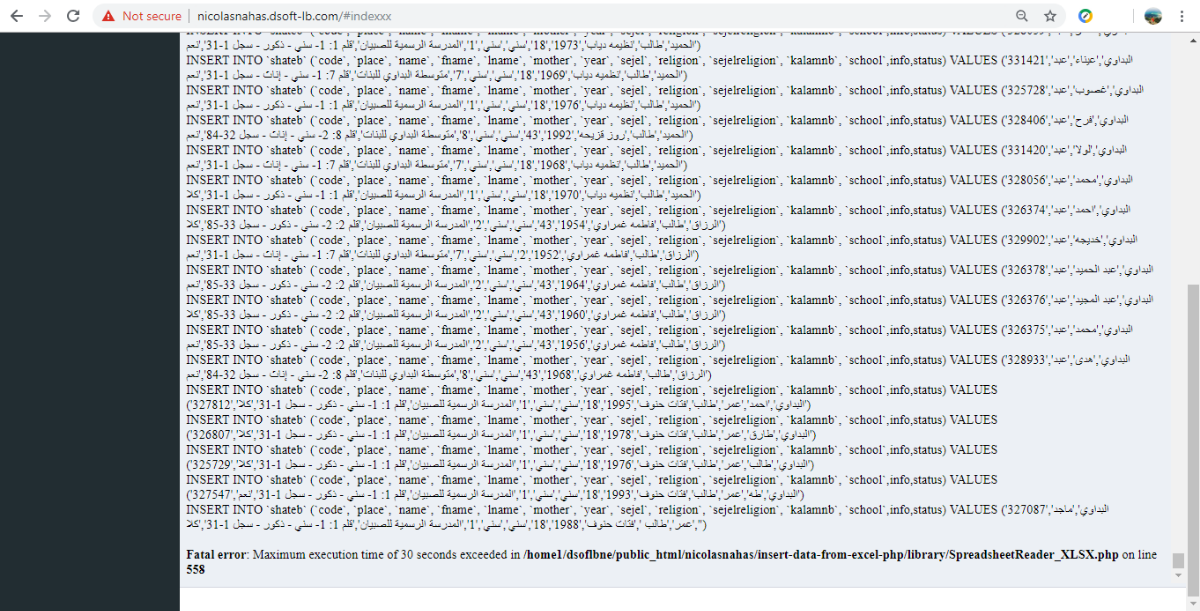 Not secure | nicolasnahas.dsoft-lb.com/#indexxx
الحميد','طالب','نظيمه دياب','1973','18','سني','سني','1','المدرسة الرسمية للصبيان','قلم 1: 1- سني - ذكور - سجل 1-31','نعم')
INSERT INTO `shateb` (`code`, `place`, `name`, `fname`, `lname`, `mother`, `year`, `sejel`, `religion`, `sejelreligion`, `kalamnb`, `school`,info,status) VALUES ('331421','البداوي','عيناء','عبد
الحميد','طالب','نظيمه دياب','1969','18','سني','سني','7','متوسطة البداوي للبنات','قلم 7: 1- سني - إناث - سجل 1-31','نعم')
INSERT INTO `shateb` (`code`, `place`, `name`, `fname`, `lname`, `mother`, `year`, `sejel`, `religion`, `sejelreligion`, `kalamnb`, `school`,info,status) VALUES ('325728','البداوي','غصوب','عبد
الحميد','طالب','نظيمه دياب','1976','18','سني','سني','1','المدرسة الرسمية للصبيان','قلم 1: 1- سني - ذكور - سجل 1-31','نعم')
INSERT INTO `shateb` (`code`, `place`, `name`, `fname`, `lname`, `mother`, `year`, `sejel`, `religion`, `sejelreligion`, `kalamnb`, `school`,info,status) VALUES ('328406','البداوي','فرح','عبد
الحميد','طالب','روز قزيحه','1992','43','سني','سني','8','متوسطة البداوي للبنات','قلم 8: 2- سني - إناث - سجل 32-84','نعم')
INSERT INTO `shateb` (`code`, `place`, `name`, `fname`, `lname`, `mother`, `year`, `sejel`, `religion`, `sejelreligion`, `kalamnb`, `school`,info,status) VALUES ('331420','البداوي','لولا','عبد
الحميد','طالب','نظيمه دياب','1968','18','سني','سني','7','متوسطة البداوي للبنات','قلم 7: 1- سني - إناث - سجل 1-31','نعم')
INSERT INTO `shateb` (`code`, `place`, `name`, `fname`, `lname`, `mother`, `year`, `sejel`, `religion`, `sejelreligion`, `kalamnb`, `school`,info,status) VALUES ('328056','البداوي','محمد','عبد
الحميد','طالب','نظيمه دياب','1970','18','سني','سني','1','المدرسة الرسمية للصبيان','قلم 1: 1- سني - ذكور - سجل 1-31','كلا')
INSERT INTO `shateb` (`code`, `place`, `name`, `fname`, `lname`, `mother`, `year`, `sejel`, `religion`, `sejelreligion`, `kalamnb`, `school`,info,status) VALUES ('326374','البداوي','احمد','عبد
الرزاق','طالب','فاطمه غمراوي','1954','43','سني','سني','2','المدرسة الرسمية للصبيان','قلم 2: 2- سني - ذكور - سجل 33-85','كلا')
INSERT INTO `shateb` (`code`, `place`, `name`, `fname`, `lname`, `mother`, `year`, `sejel`, `religion`, `sejelreligion`, `kalamnb`, `school`,info,status) VALUES ('329902','البداوي','خديجه','عبد
الرزاق','طالب','فاطمه غمراوي','1952','2','سني','سني','7','متوسطة البداوي للبنات','قلم 7: 1- سني - إناث - سجل 1-31','نعم')
INSERT INTO `shateb` (`code`, `place`, `name`, `fname`, `lname`, `mother`, `year`, `sejel`, `religion`, `sejelreligion`, `kalamnb`, `school`,info,status) VALUES ('326378','البداوي','عبد الحميد','عبد
الرزاق','طالب','فاطمه غمراوي','1964','43','سني','سني','2','المدرسة الرسمية للصبيان','قلم 2: 2- سني - ذكور - سجل 33-85','نعم')
INSERT INTO `shateb` (`code`, `place`, `name`, `fname`, `lname`, `mother`, `year`, `sejel`, `religion`, `sejelreligion`, `kalamnb`, `school`,info,status) VALUES ('326376','البداوي','عبد المجيد','عبد
الرزاق','طالب','فاطمه غمراوي','1960','43','سني','سني','2','المدرسة الرسمية للصبيان','قلم 2: 2- سني - ذكور - سجل 33-85','كلا')
INSERT INTO `shateb` (`code`, `place`, `name`, `fname`, `lname`, `mother`, `year`, `sejel`, `religion`, `sejelreligion`, `kalamnb`, `school`,info,status) VALUES ('326375','البداوي','محمد','عبد
الرزاق','طالب','فاطمه غمراوي','1956','43','سني','سني','2','المدرسة الرسمية للصبيان','قلم 2: 2- سني - ذكور - سجل 33-85','نعم')
INSERT INTO `shateb` (`code`, `place`, `name`, `fname`, `lname`, `mother`, `year`, `sejel`, `religion`, `sejelreligion`, `kalamnb`, `school`,info,status) VALUES ('328933','البداوي','هدى','عبد
الرزاق','طالب','فاطمه غمراوي','1968','43','سني','سني','8','متوسطة البداوي للبنات','قلم 8: 2- سني - إناث - سجل 32-84','نعم')
INSERT INTO `shateb` (`code`, `place`, `name`, `fname`, `lname`, `mother`, `year`, `sejel`, `religion`, `sejelreligion`, `kalamnb`, `school`,info,status) VALUES
('327812','البداوي','احمد','عمر','طالب','فتات حنوف','1995','18','سني','سني','1','المدرسة الرسمية للصبيان','قلم 1: 1- سني - ذكور - سجل 1-31','كلا')
INSERT INTO `shateb` (`code`, `place`, `name`, `fname`, `lname`, `mother`, `year`, `sejel`, `religion`, `sejelreligion`, `kalamnb`, `school`,info,status) VALUES
('326807','البداوي','طارق','عمر','طالب','فتات حنوف','1978','18','سني','سني','1','المدرسة الرسمية للصبيان','قلم 1: 1- سني - ذكور - سجل 1-31','كلا')
INSERT INTO `shateb` (`code`, `place`, `name`, `fname`, `lname`, `mother`, `year`, `sejel`, `religion`, `sejelreligion`, `kalamnb`, `school`,info,status) VALUES
('325729','البداوي','طالب','عمر','طالب','فتات حنوف','1976','18','سني','سني','1','المدرسة الرسمية للصبيان','قلم 1: 1- سني - ذكور - سجل 1-31','كلا')
INSERT INTO `shateb` (`code`, `place`, `name`, `fname`, `lname`, `mother`, `year`, `sejel`, `religion`, `sejelreligion`, `kalamnb`, `school`,info,status) VALUES
('327547','البداوي','طه','عمر','طالب','فتات حنوف','1993','18','سني','سني','1','المدرسة الرسمية للصبيان','قلم 1: 1- سني - ذكور - سجل 1-31','نعم')
INSERT INTO `shateb` (`code`, `place`, `name`, `fname`, `lname`, `mother`, `year`, `sejel`, `religion`, `sejelreligion`, `kalamnb`, `school`,info,status) VALUES ('327087','البداوي','ماجد
','عمر','طالب','فتات حنوف','1988','18','سني','سني','1','المدرسة الرسمية للصبيان','قلم 1: 1- سني - ذكور - سجل 1-31','كلا')
Fatal error: Maximum execution time of 30 seconds exceeded in /home1/dsoflbne/public_html/nicolasnahas/insert-data-from-excel-php/library/SpreadsheetReader_XLSX.php on line
558